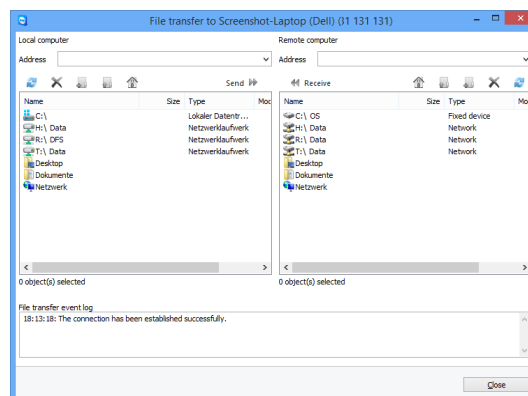 File transfer to Screenshot-Laptop (Dell) (31 131 131)
Local computer
Address
Send
Name Size Type Moc
C:\ Lokaler Datentr...
H:\ Data Netzwerklaufwerk
R:\ DFS Netzwerklaufwerk
T:\ Data Netzwerklaufwerk
Desktop
Dokumente
Netzwerk
0 object(s) selected
Remote computer
Address
Receive
Name Size Type Mo
C:\ OS Fixed device
H:\ Data Network
R:\ Data Network
T:\ Data Network
Desktop
Dokumente
Netzwerk
0 object(s) selected
File transfer event log
18:13:18: The connection has been established successfully.
Close